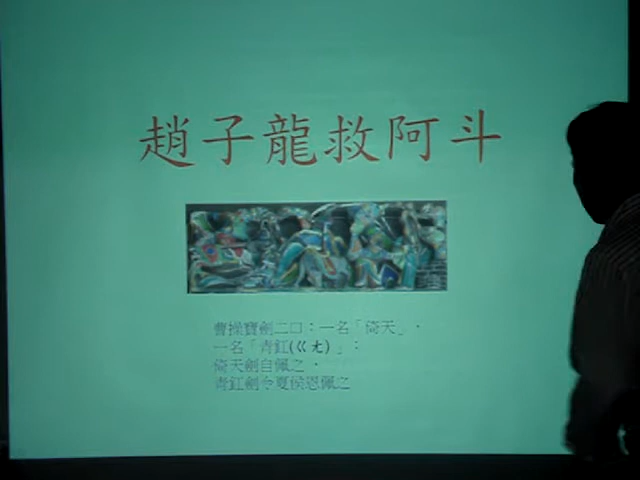 趙子龍救阿斗
曹操寶劍二口：一名「倚天」，
一名「青釭(ㄍㄤ)」：
倚天劍自佩之，
青釭劍令夏侯恩佩之